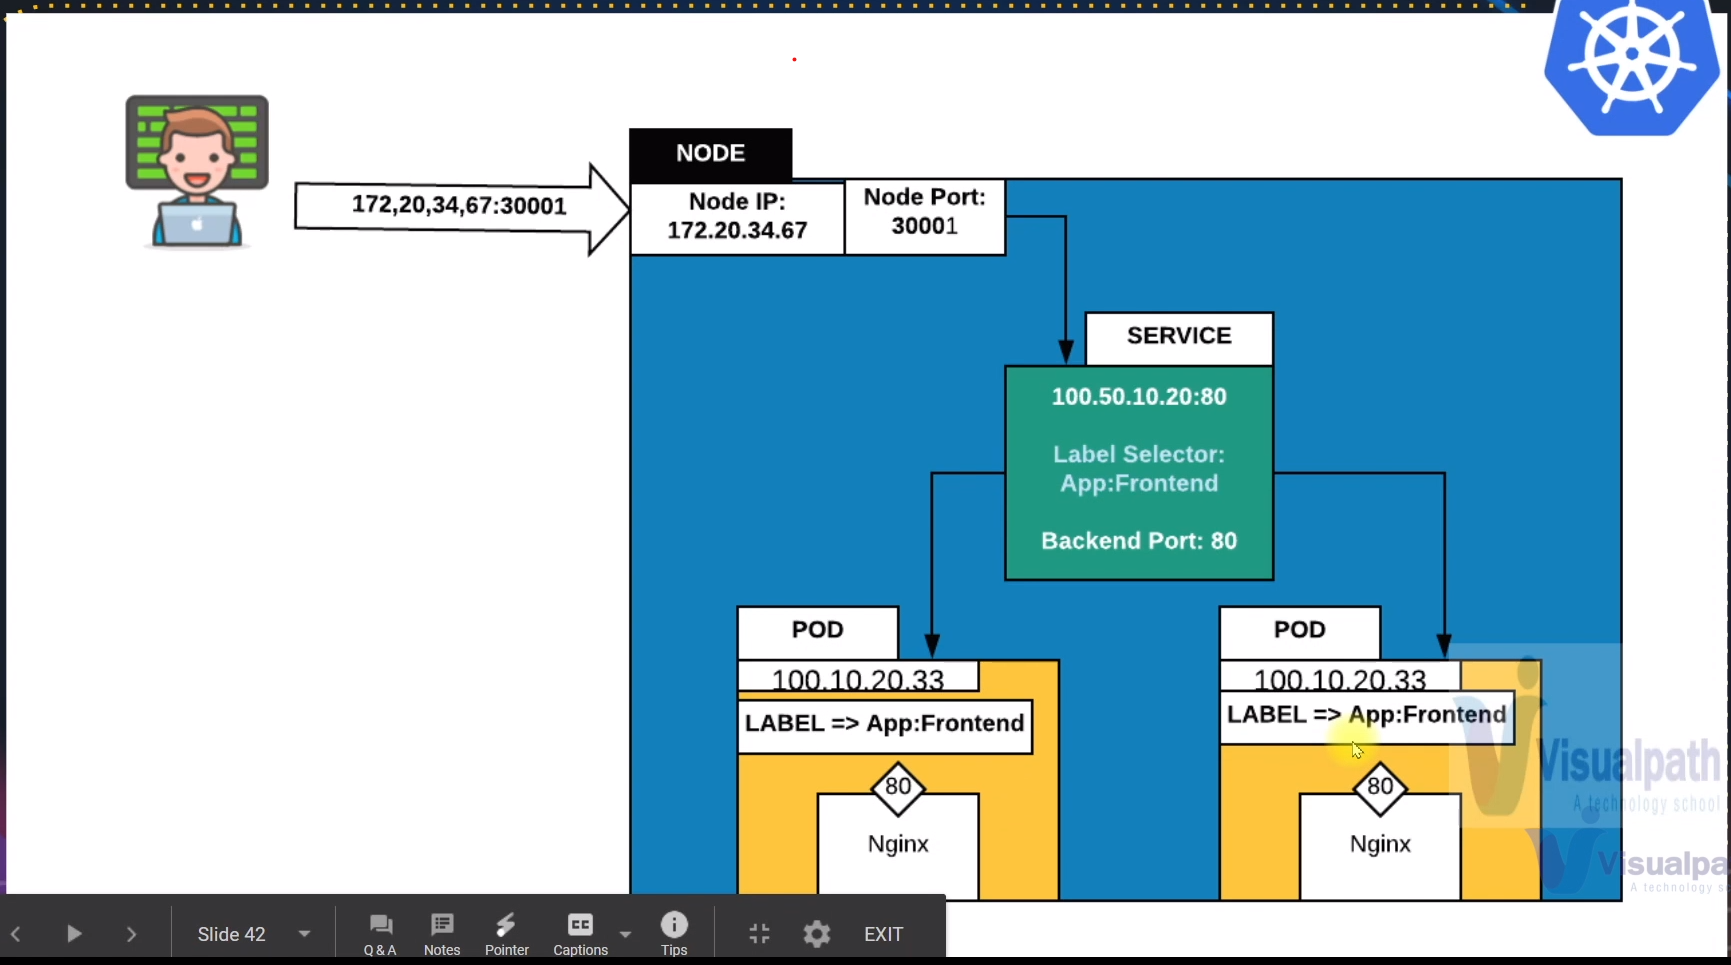 NODE
172,20,34,67:30001
Node IP:
172.20.34.67
Node Port:
30001
SERVICE
100.50.10.20:80
Label Selector:
App:Frontend
Backend Port: 80
POD
100.10.20.33
LABEL => App:Frontend
80
Nginx
POD
100.10.20.33
LABEL => App:Frontend
80
Nginx
Visualpath
A technology school
Visualpa
A technology s
Slide 42
Q & A
Notes
Pointer
CC
Captions
Tips
EXIT